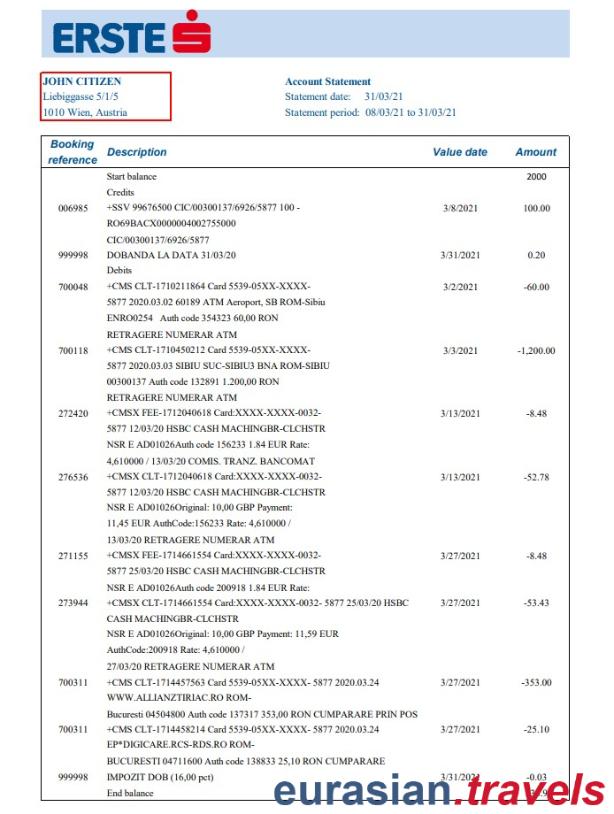 ERSTE
JOHN CITIZEN
Liebiggasse 5/1/5
1010 Wien, Austria
Account Statement
Statement date: 31/03/21
Statement period: 08/03/21 to 31/03/21
Booking reference Description Value date Amount
Start balance 2000
Credits
006985 +SSV 99676500 CIC/00300137/6926/5877 100 - 3/8/2021 100.00
RO69BACX0000004002755000
CIC/00300137/6926/5877
999998 DOBANDA LA DATA 31/03/20 3/31/2021 0.20
Debits
700048 +CMS CLT-1710211864 Card 5539-05XX-XXXX- 3/2/2021 -60.00
5877 2020.03.02 60189 ATM Aeroport, SB ROM-Sibiu
ENRO0254 Auth code 354323 60,00 RON
RETRAGERE NUMERAR ATM
700118 +CMS CLT-1710450212 Card 5539-05XX-XXXX- 3/3/2021 -1,200.00
5877 2020.03.03 SIBIU SUC-SIBIU3 BNA ROM-SIBIU
00300137 Auth code 132891 1.200,00 RON
RETRAGERE NUMERAR ATM
272420 +CMSX FEE-1712040618 Card:XXXX-XXXX-0032- 3/13/2021 -8.48
5877 12/03/20 HSBC CASH MACHINGBR-CLCHSTR
NSR E AD01026Auth code 156233 1.84 EUR Rate:
4,610000 / 13/03/20 COMIS. TRANZ. BANCOMAT
276536 +CMSX CLT-1712040618 Card:XXXX-XXXX-0032- 3/13/2021 -52.78
5877 12/03/20 HSBC CASH MACHINGBR-CLCHSTR
NSR E AD01026Original: 10,00 GBP Payment:
11,45 EUR AuthCode:156233 Rate: 4,610000 /
13/03/20 RETRAGERE NUMERAR ATM
271155 +CMSX FEE-1714661554 Card:XXXX-XXXX-0032- 3/27/2021 -8.48
5877 25/03/20 HSBC CASH MACHINGBR-CLCHSTR
NSR E AD01026Auth code 200918 1.84 EUR Rate:
273944 +CMSX CLT-1714661554 Card:XXXX-XXXX-0032- 5877 25/03/20 HSBC 3/27/2021 -53.43
CASH MACHINGBR-CLCHSTR
NSR E AD01026Original: 10,00 GBP Payment: 11,59 EUR
AuthCode:200918 Rate: 4,610000 /
27/03/20 RETRAGERE NUMERAR ATM
700311 +CMS CLT-1714457563 Card 5539-05XX-XXXX- 5877 2020.03.24 3/27/2021 -353.00
WWW.ALLIANZTIRIAC.RO ROM-
Bucuresti 04504800 Auth code 137317 353,00 RON CUMPARARE PRIN POS
700311 +CMS CLT-1714458214 Card 5539-05XX-XXXX- 5877 2020.03.24 3/27/2021 -25.10
EP*DIGICARE.RCS-RDS.RO ROM-
BUCURESTI 04711600 Auth code 138833 25,10 RON CUMPARARE
999998 IMPOZIT DOB (16,00 pct) 3/31/2021 -0.03
End balance
eurasian.travels